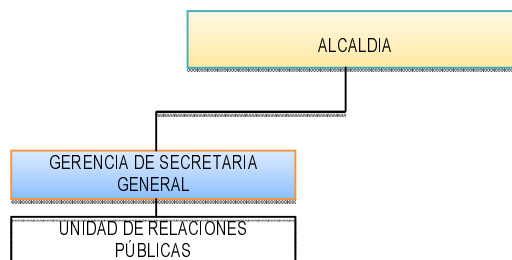 ALCALDIA
GERENCIA DE SECRETARIA
GENERAL
UNIDAD DE RELACIONES
PÚBLICAS